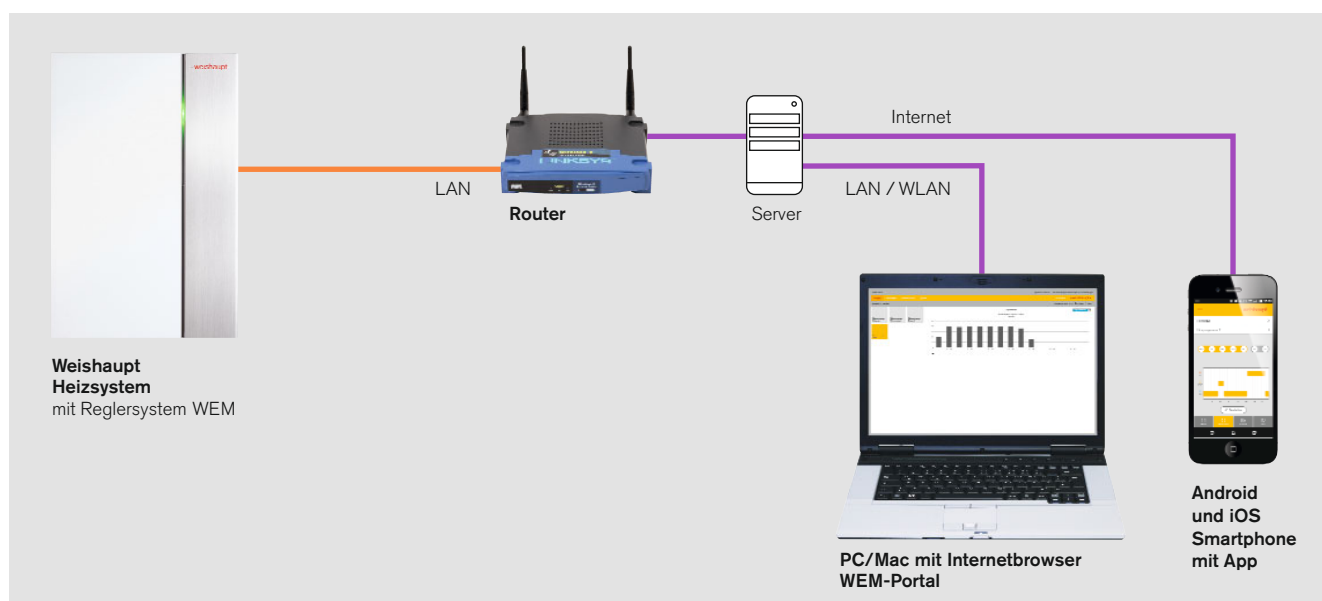 weishaupt
Internet
LAN
LAN / WLAN
Router
Server
Weishaupt
Heizsystem
mit Reglersystem WEM
PC/Mac mit Internetbrowser
WEM-Portal
Android
und iOS
Smartphone
mit App